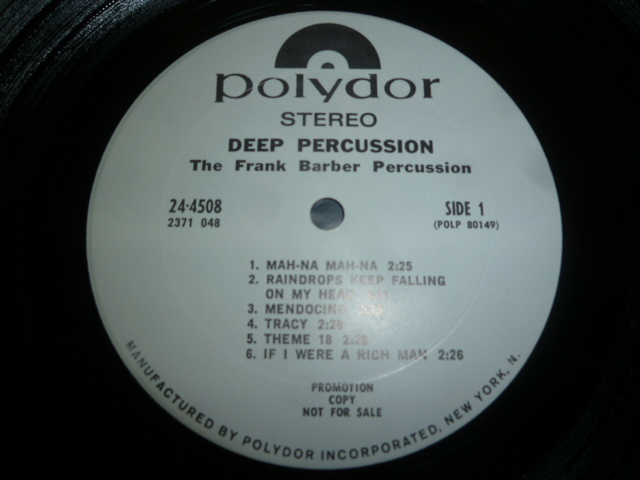 polydor
STEREO
DEEP PERCUSSION
The Frank Barber Percussion
24-4508
2371 048
SIDE 1
(POLP 80149)
1. MAH-NA MAH-NA 2:25
2. RAINDROPS KEEP FALLING
ON MY HEAD
3. MENDOCINO
4. TRACY 2:28
5. THEME 18 2:28
6. IF I WERE A RICH MAN 2:26
PROMOTION
COPY
NOT FOR SALE
MANUFACTURED BY POLYDOR INCORPORATED, NEW YORK, N.